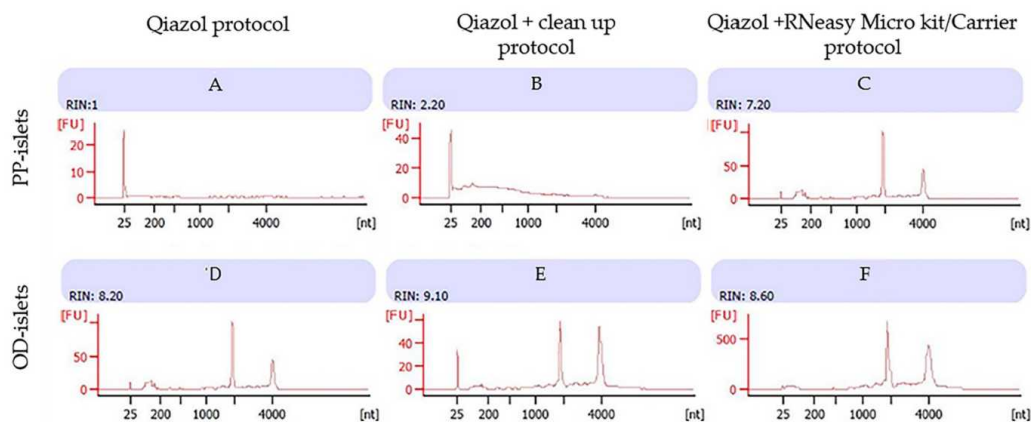 Qiazol protocol
Qiazol + clean up
protocol
Qiazol +RNeasy Micro kit/Carrier
protocol
PP-islets
A
RIN:1
[FU]
20
10
0
25 200 1000 4000 [nt]
B
RIN: 2.20
[FU]
40
20
0
25 200 1000 4000 [nt]
C
RIN: 7.20
[FU]
50
0
25 200 1000 4000 [nt]
OD-islets
'D
RIN: 8.20
[FU]
50
0
25 200 1000 4000 [nt]
E
RIN: 9.10
[FU]
60
40
20
0
25 200 1000 4000 [nt]
F
RIN: 8.60
[FU]
500
0
25 200 1000 4000 [nt]